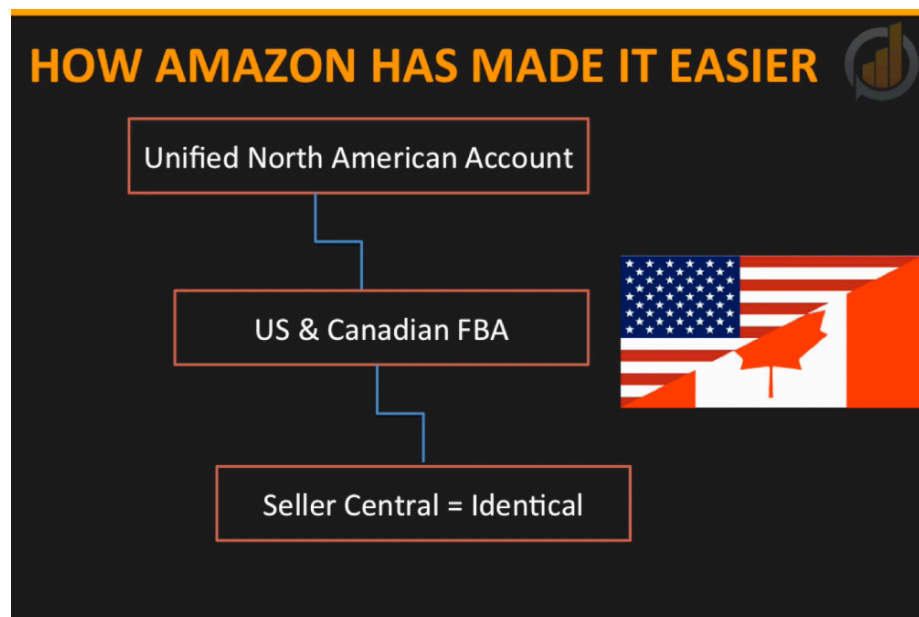 HOW AMAZON HAS MADE IT EASIER
Unified North American Account
US & Canadian FBA
Seller Central = Identical